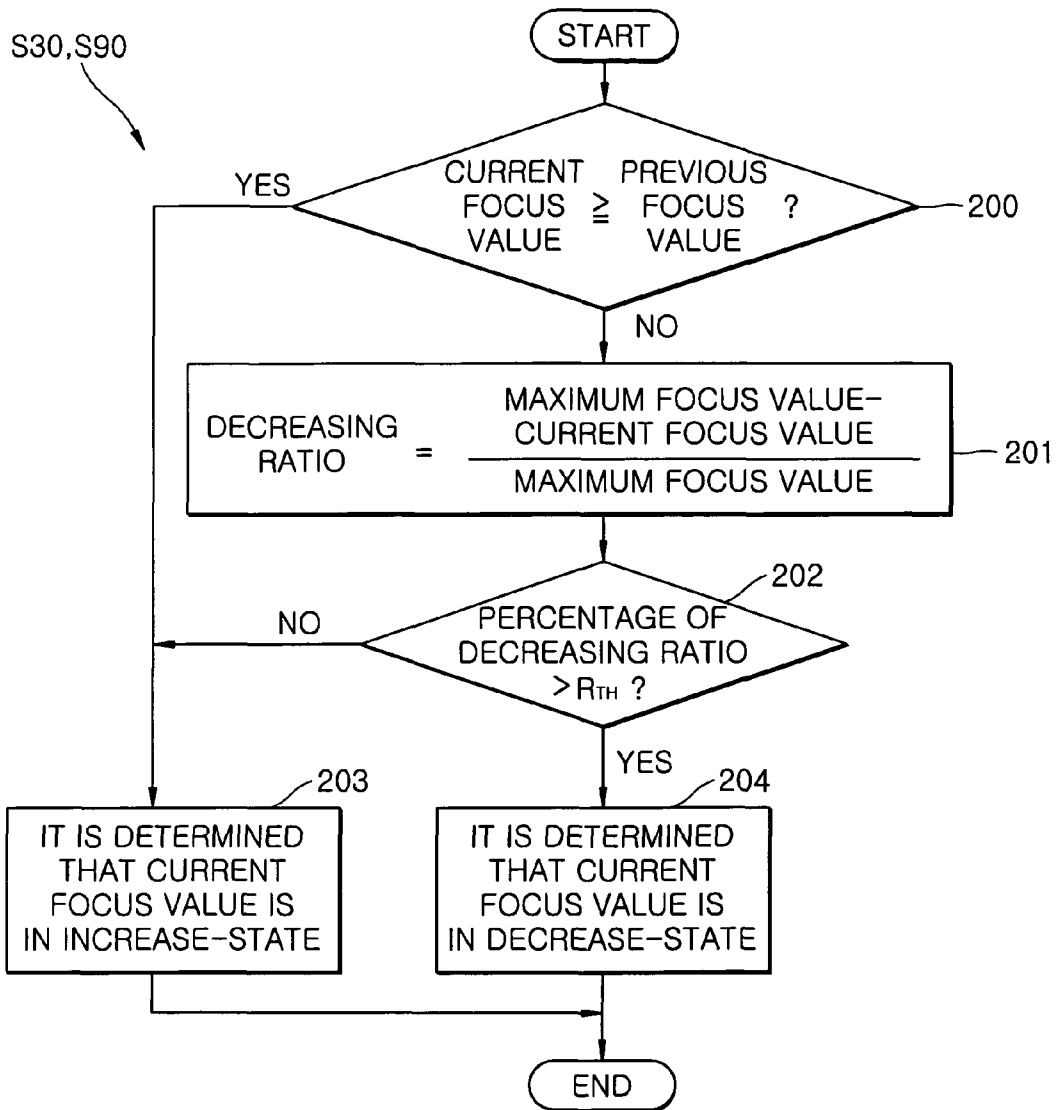 START
S30,S90
YES
CURRENT ≧ PREVIOUS
FOCUS FOCUS ?
VALUE VALUE
200
NO
DECREASING
RATIO
=
MAXIMUM FOCUS VALUE-
CURRENT FOCUS VALUE
MAXIMUM FOCUS VALUE
201
202
NO
PERCENTAGE OF
DECREASING RATIO
>RTH ?
YES
203
IT IS DETERMINED
THAT CURRENT
FOCUS VALUE IS
IN INCREASE-STATE
204
IT IS DETERMINED
THAT CURRENT
FOCUS VALUE IS
IN DECREASE-STATE
END